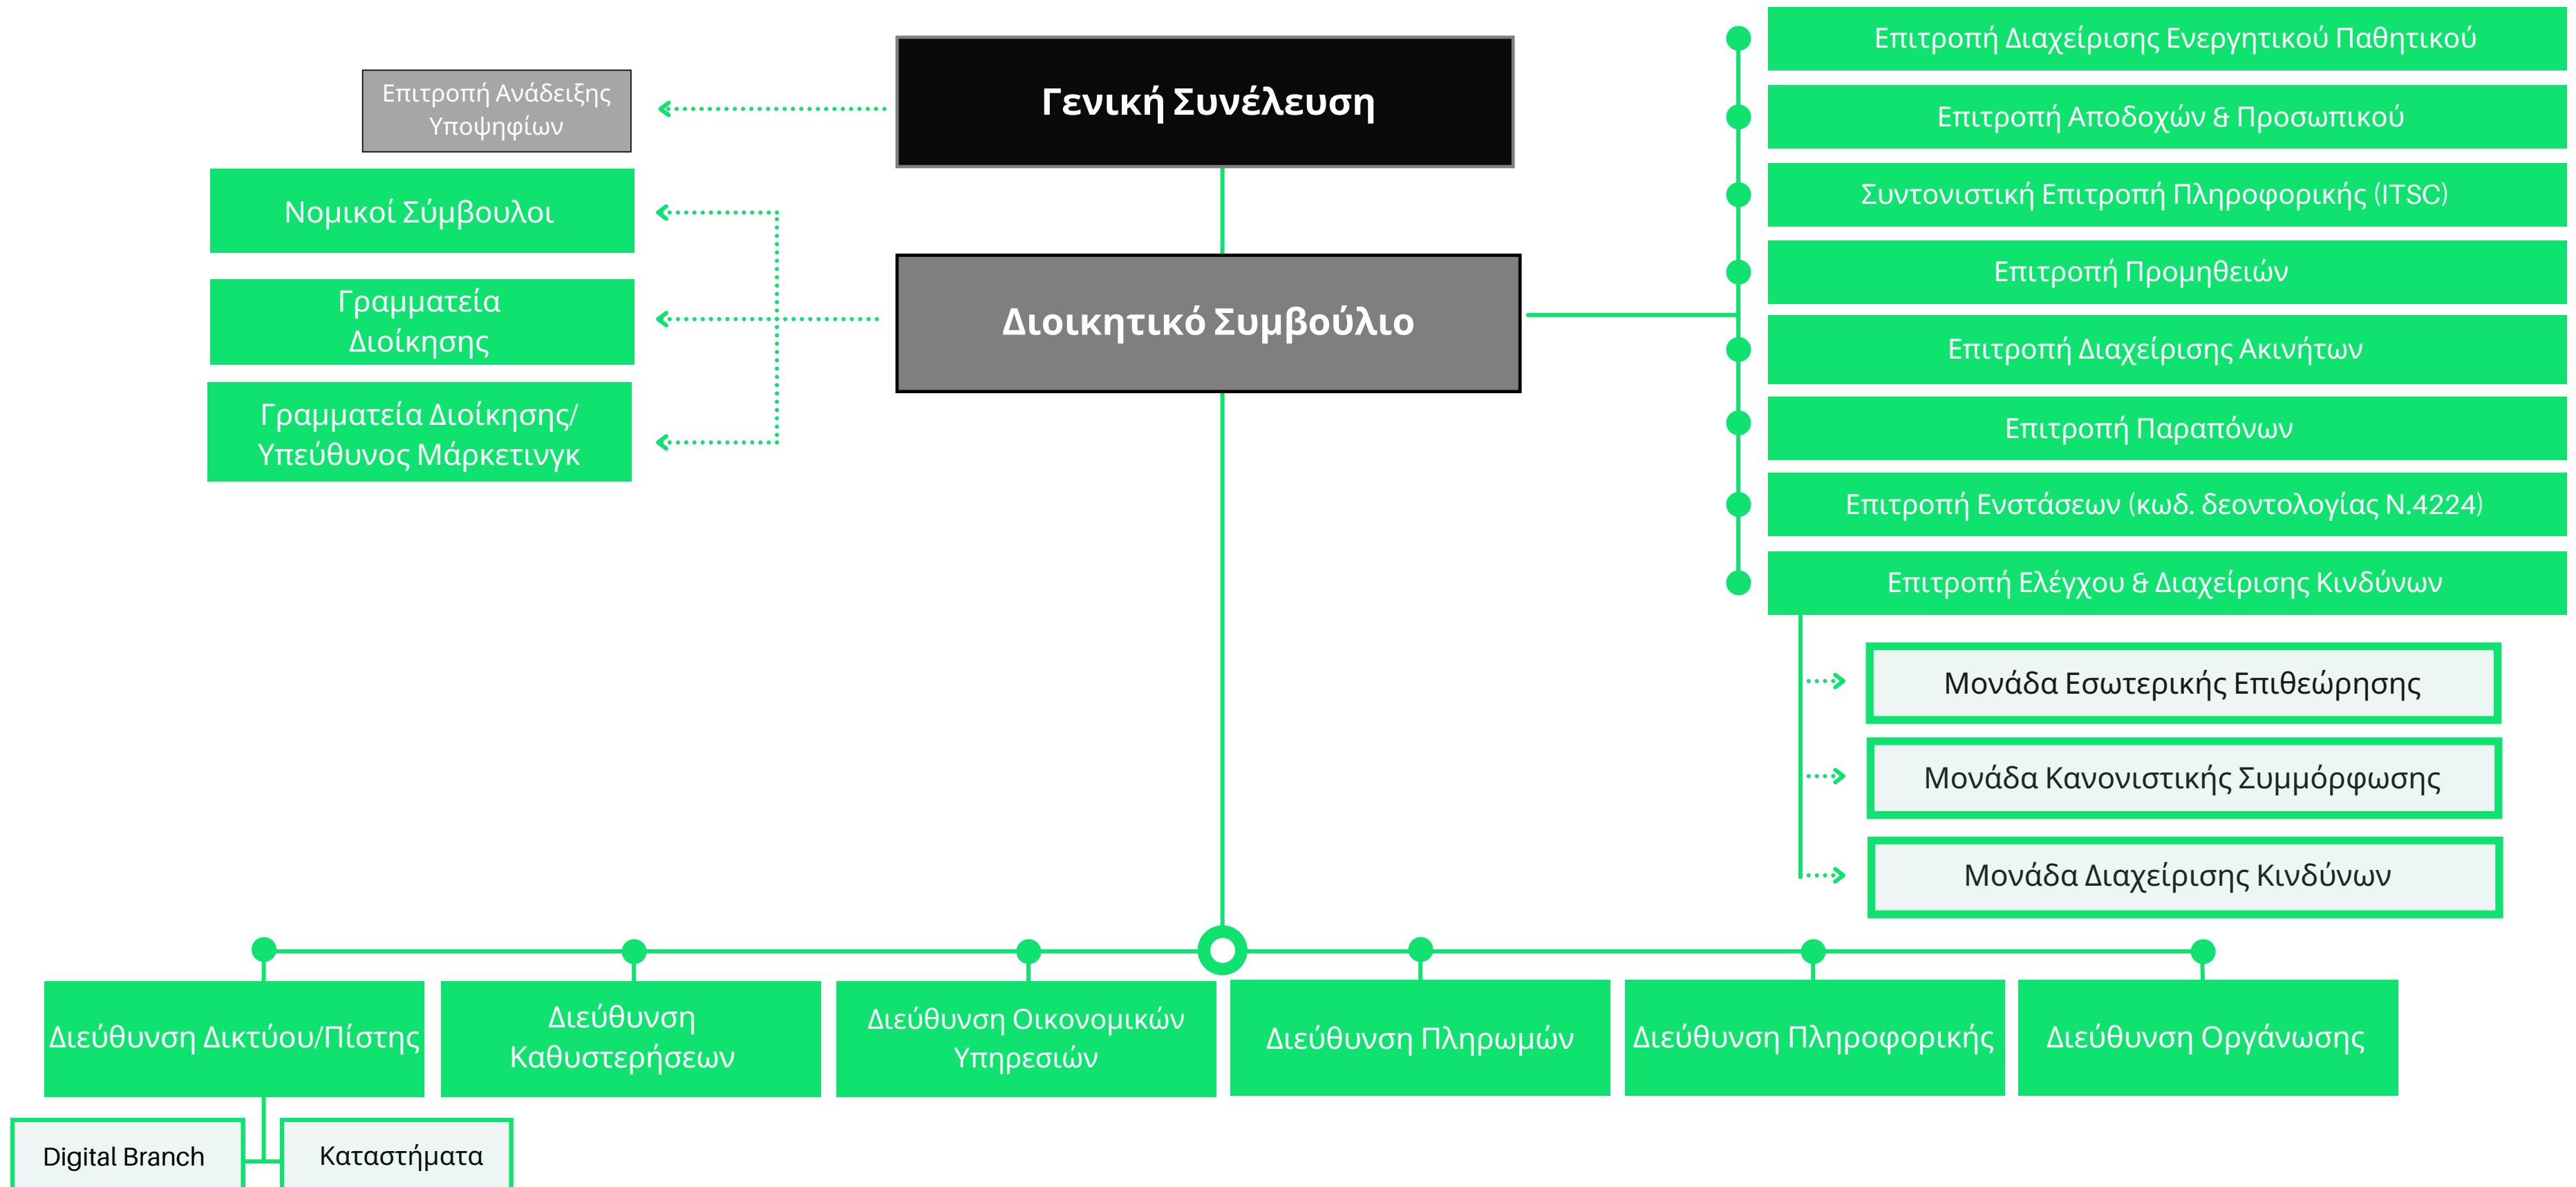 Γενική Συνέλευση
Επιτροπή Ανάδειξης
Υποψηφίων
Νομικοί Σύμβουλοι
Γραμματεία
Διοίκησης
Γραμματεία Διοίκησης/
Υπεύθυνος Μάρκετινγκ
Διοικητικό Συμβούλιο
Επιτροπή Διαχείρισης Ενεργητικού Παθητικού
Επιτροπή Αποδοχών & Προσωπικού
Συντονιστική Επιτροπή Πληροφορικής (ITSC)
Επιτροπή Προμηθειών
Επιτροπή Διαχείρισης Ακινήτων
Επιτροπή Παραπόνων
Επιτροπή Ενστάσεων (κωδ. δεοντολογίας Ν.4224)
Επιτροπή Ελέγχου & Διαχείρισης Κινδύνων
Μονάδα Εσωτερικής Επιθεώρησης
Μονάδα Κανονιστικής Συμμόρφωσης
Μονάδα Διαχείρισης Κινδύνων
Διεύθυνση Δικτύου/Πίστης
Διεύθυνση
Καθυστερήσεων
Διεύθυνση Οικονομικών
Υπηρεσιών
Διεύθυνση Πληρωμών
Διεύθυνση Πληροφορικής
Διεύθυνση Οργάνωσης
Digital Branch
Καταστήματα